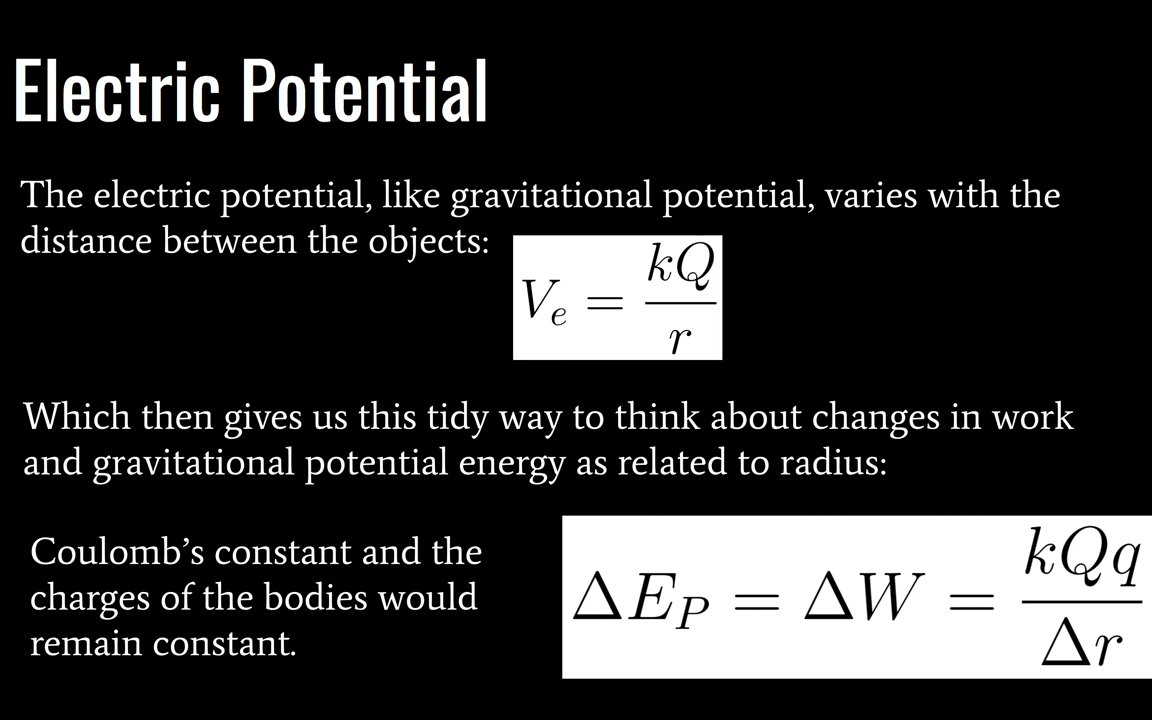 Electric Potential
The electric potential, like gravitational potential, varies with the
distance between the objects:
V_e = \frac{kQ}{r}
Which then gives us this tidy way to think about changes in work
and gravitational potential energy as related to radius:
Coulomb's constant and the
charges of the bodies would
remain constant.
ΔE_P = ΔW = \frac{kQq}{Δr}